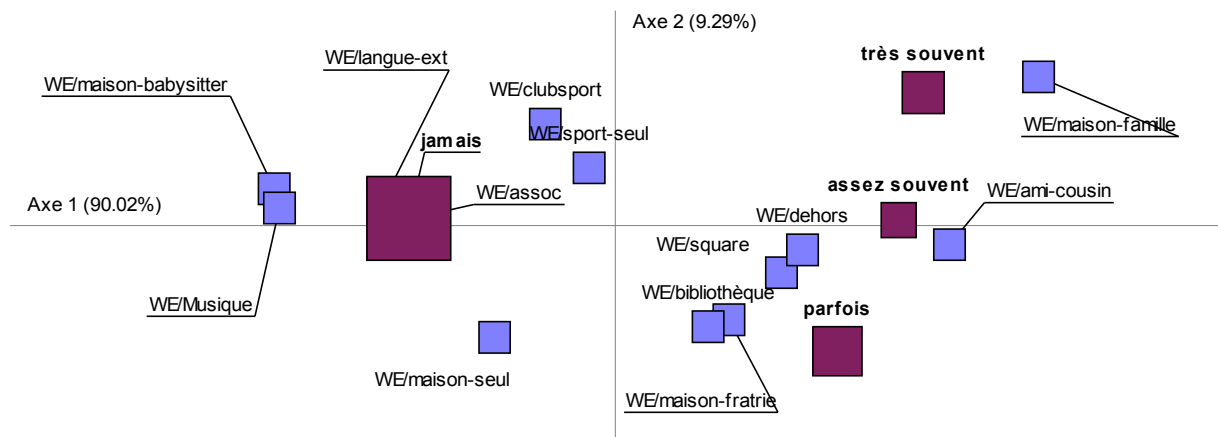 Axe 2 (9.29%)
WE/langue-ext
très souvent
WE/maison-babysitter
WE/clubsport
WE/maison-famille
WE/sport-seul
jamais
WE/assoc
assez souvent
WE/ami-cousin
Axe 1 (90.02%)
WE/dehors
WE/square
WE/Musique
WE/bibliothèque
parfois
WE/maison-seul
WE/maison-fratrie